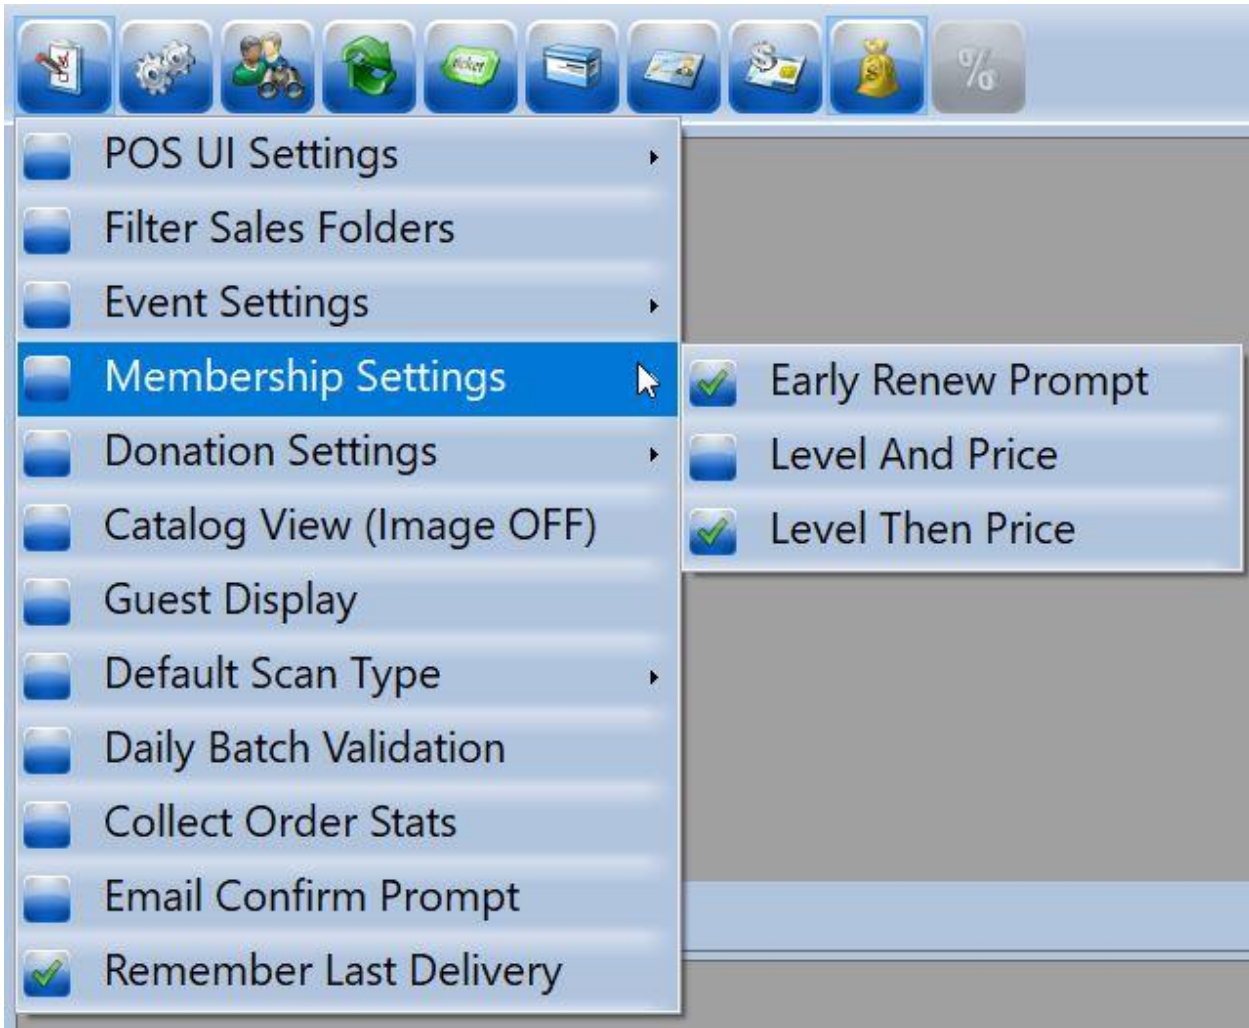 ticket
%
POS UI Settings
Filter Sales Folders
Event Settings
Membership Settings
Early Renew Prompt
Donation Settings
Level And Price
Catalog View (Image OFF)
Level Then Price
Guest Display
Default Scan Type
Daily Batch Validation
Collect Order Stats
Email Confirm Prompt
Remember Last Delivery